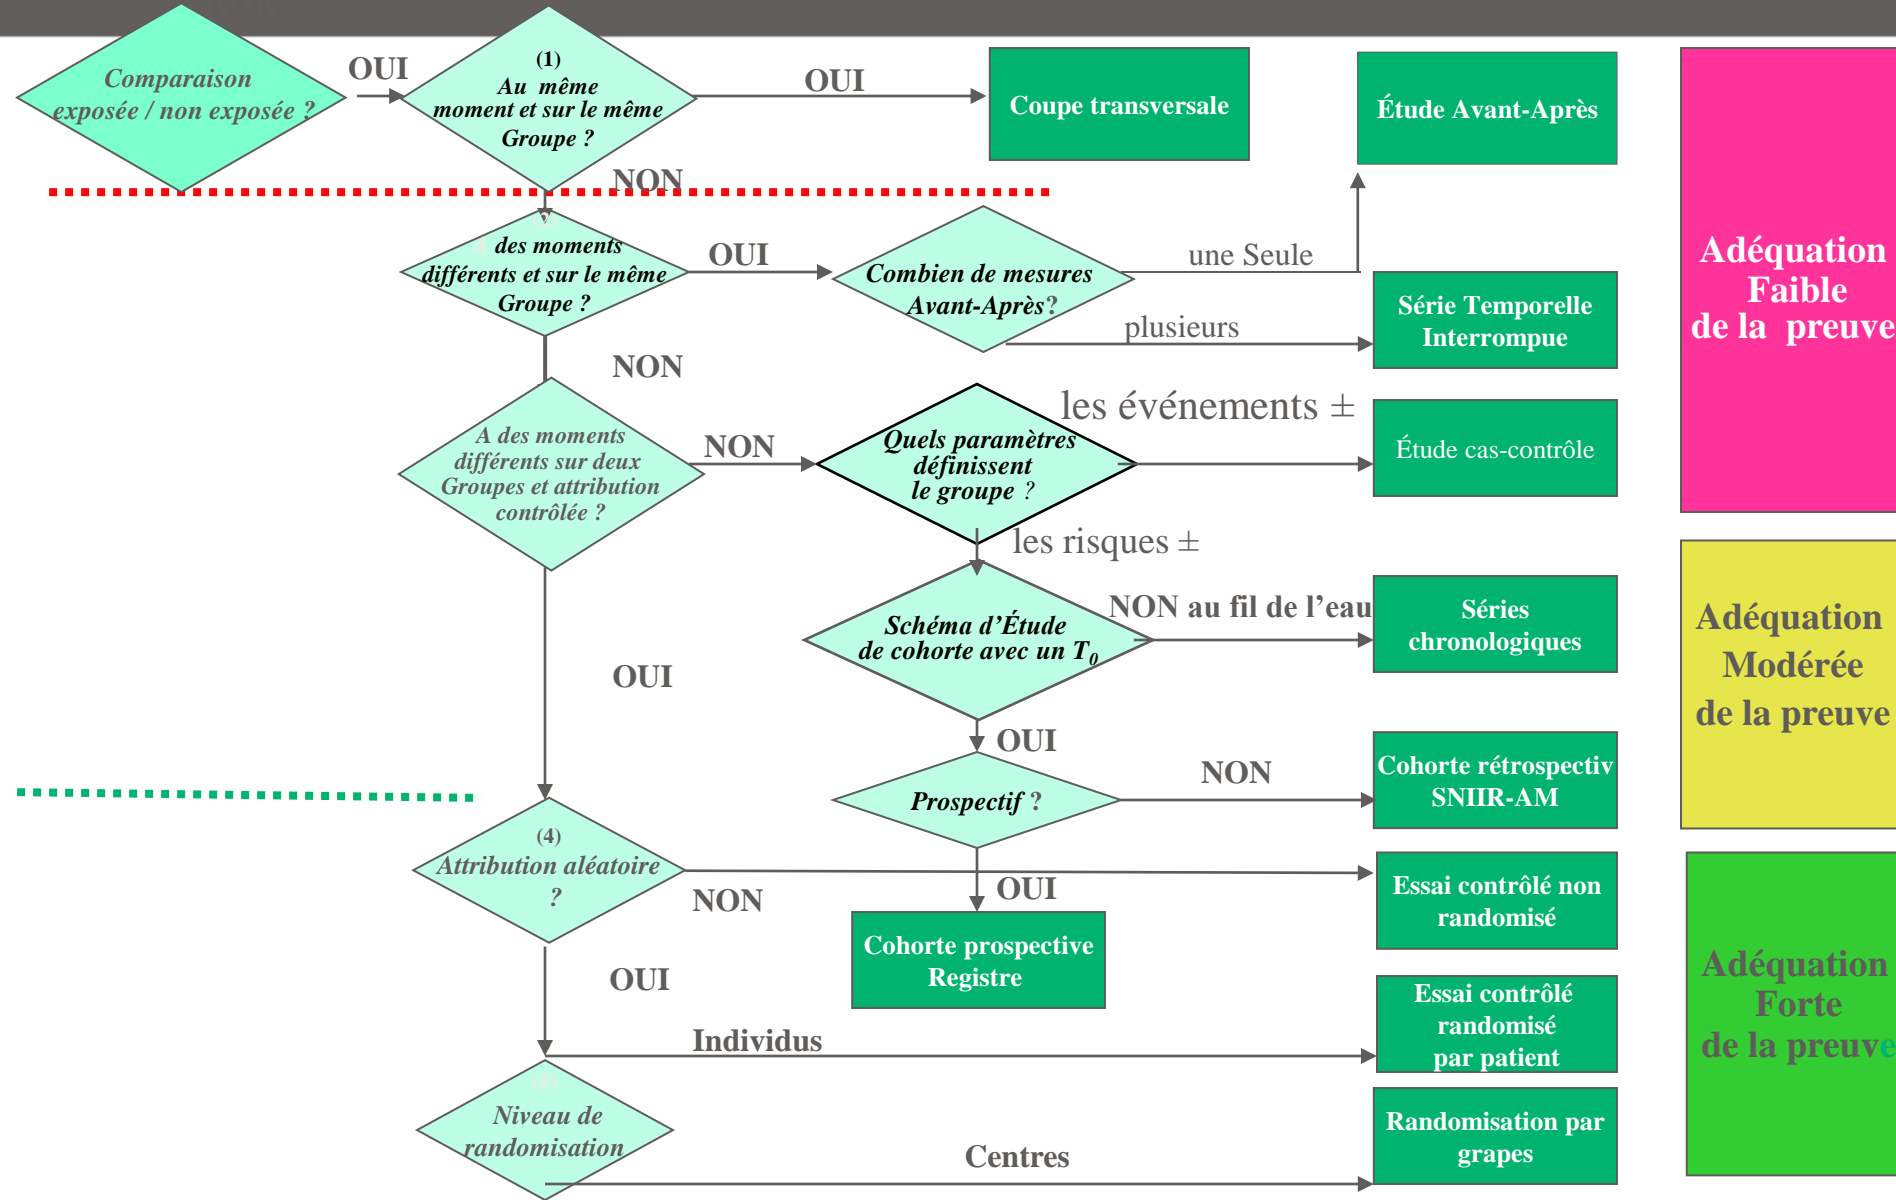 NON
Comparaison
exposée / non exposée ?
OUI
(1)
Au même
moment et sur le même
Groupe ?
OUI
Coupe transversale
Étude Avant-Après
NON
A des moments
différents et sur le même
Groupe ?
OUI
Combien de mesures
Avant-Après?
une Seule
plusieurs
Série Temporelle
Interrompue
Adéquation
Faible
de la preuve
NON
A des moments
différents sur deux
Groupes et attribution
contrôlée ?
NON
Quels paramètres
définissent
le groupe ?
les événements ±
Étude cas-contrôle
les risques ±
Schéma d'Étude
de cohorte avec un T0
NON au fil de l'eau
Séries
chronologiques
Adéquation
Modérée
de la preuve
OUI
OUI
Prospectif ?
NON
Cohorte rétrospectiv
SNIIR-AM
(4)
Attribution aléatoire
?
NON
OUI
Essai contrôlé non
randomisé
Cohorte prospective
Registre
OUI
Adéquation
Forte
de la preuve
Individus
Essai contrôlé
randomisé
par patient
(5)
Niveau de
randomisation
Centres
Randomisation par
grapes